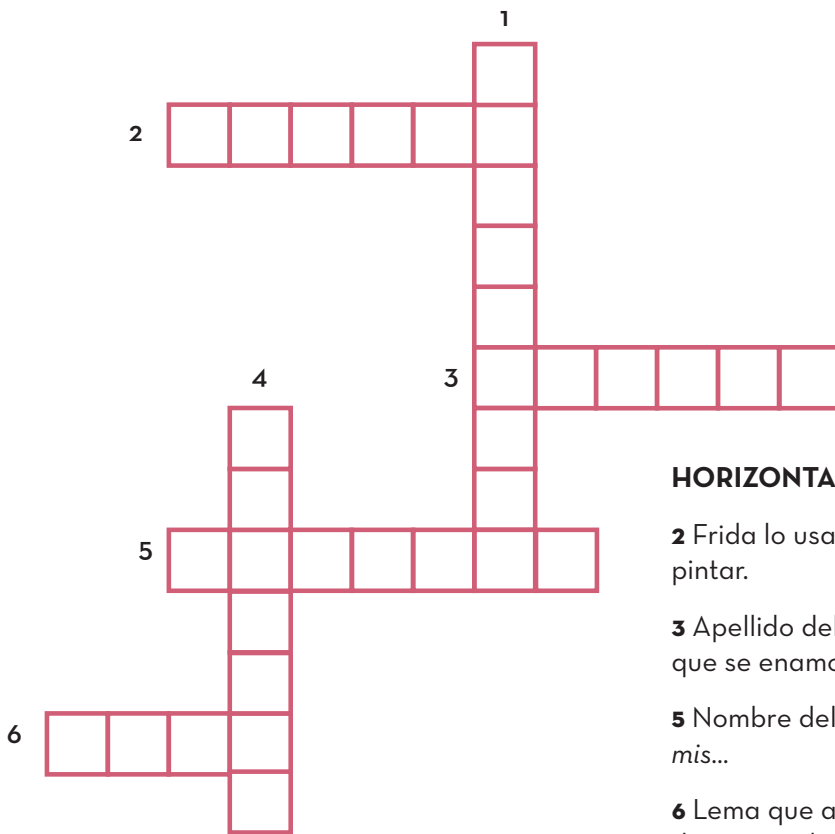 1
2
4
3
HORIZONTA
5
2 Frida lo usa
pintar.
3 Apellido del
que se enamo
5 Nombre del
mis...
6
6 Lema que a